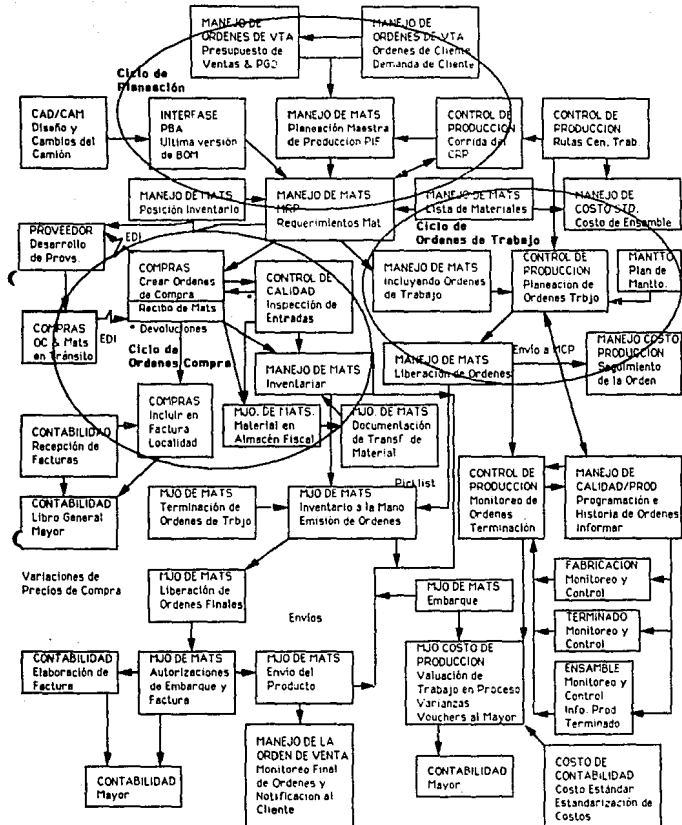 MANEJO DE
ORDENES DE VTA
Presupuesto de
Ventas & PGO
MANEJO DE
ORDENES DE VTA
Ordenes de Cliente
Demanda de Cliente
Ciclo de
Planeación
CAD/CAM
Diseño y
Cambios del
Camión
INTERFASE
PBA
Ultima versión
de BOM
MANEJO DE MATS
Planeación Maestra
de Produccion PIF
CONTROL DE
PRODUCCION
Corrida del
CRP
CONTROL DE
PRODUCCION
Rutas Cen. Trab.
MANEJO DE MATS
Posición Inventario
MANEJO DE MATS
MRP
Requerimientos Mat
MANEJO DE MATS
Lista de Materiales
MANEJO DE
COSTO STD.
Costo de Ensamble
Ciclo de
Ordenes de Trabajo
PROVEEDOR
Desarrollo
de Provs.
EDI
COMPRAS
Crear Ordenes
de Compra
Recibo de Mats
* Devoluciones
CONTROL DE
CALIDAD
* Inspección de
Entradas
MANEJO DE MATS
Incluyendo Ordenes
de Trabajo
CONTROL DE
PRODUCCION
Planeación de
Ordenes Trbjo
MANTTO
Plan de
Mantto.
COMPRAS
OC & Mats
en Tránsito
EDI
Ciclo de
Ordenes Compra
MANEJO DE MATS
Inventariar
MANEJO DE MATS
Liberación de Ordenes
Envío a MCP
MANEJO COSTO
PRODUCCION
Seguimiento
de la Orden
COMPRAS
Incluir en
Factura
Localidad
MJO. DE MATS.
Material en
Almacén Fiscal
MJO. DE MATS
Documentación
de Transf. de
Material
CONTABILIDAD
Recepción de
Facturas
CONTABILIDAD
Libro General
Mayor
Picklist
MJO DE MATS
Terminación de
Ordenes de Trbjo
MJO DE MATS
Inventario a la Mano
Emisión de Ordenes
CONTROL DE
PRODUCCION
Monitoreo de
Ordenes
Terminación
MANEJO DE
CALIDAD/PROD
Programación e
Historia de Ordenes
Informar
Variaciones de
Precios de Compra
MJO DE MATS
Liberación de
Ordenes Finales
Envíos
MJO DE MATS
Embarque
FABRICACION
Monitoreo y
Control
TERMINADO
Monitoreo y
Control
CONTABILIDAD
Elaboración de
Factura
MJO DE MATS
Autorizaciones
de Embarque y
Factura
MJO DE MATS
Envío del
Producto
MJO COSTO DE
PRODUCCION
Valuación de
Trabajo en Proceso
Varianzas
Vouchers al Mayor
ENSAMBLE
Monitoreo y
Control
Info. Prod
Terminado
CONTABILIDAD
Mayor
MANEJO DE LA
ORDEN DE VENTA
Monitoreo Final
de Ordenes y
Notificacion al
Cliente
CONTABILIDAD
Mayor
COSTO DE
CONTABILIDAD
Costo Estándar
Estandarización de
Costos